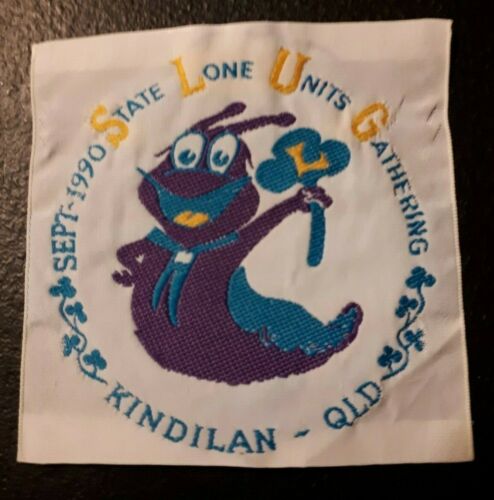 SEPT-1990 STATE LONE UNITS GATHERING
L
KINDILAN - QLD